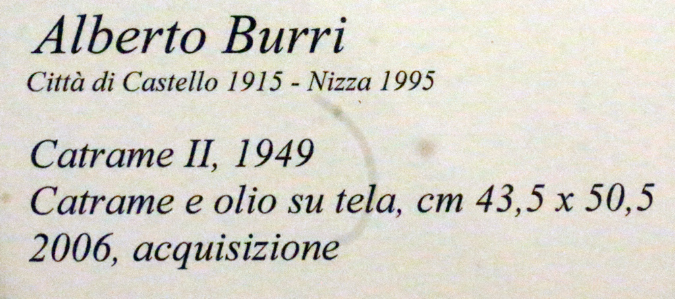 Alberto Burri
Città di Castello 1915 - Nizza 1995
Catrame II, 1949
Catrame e olio su tela, cm 43,5 x 50,5
2006, acquisizione